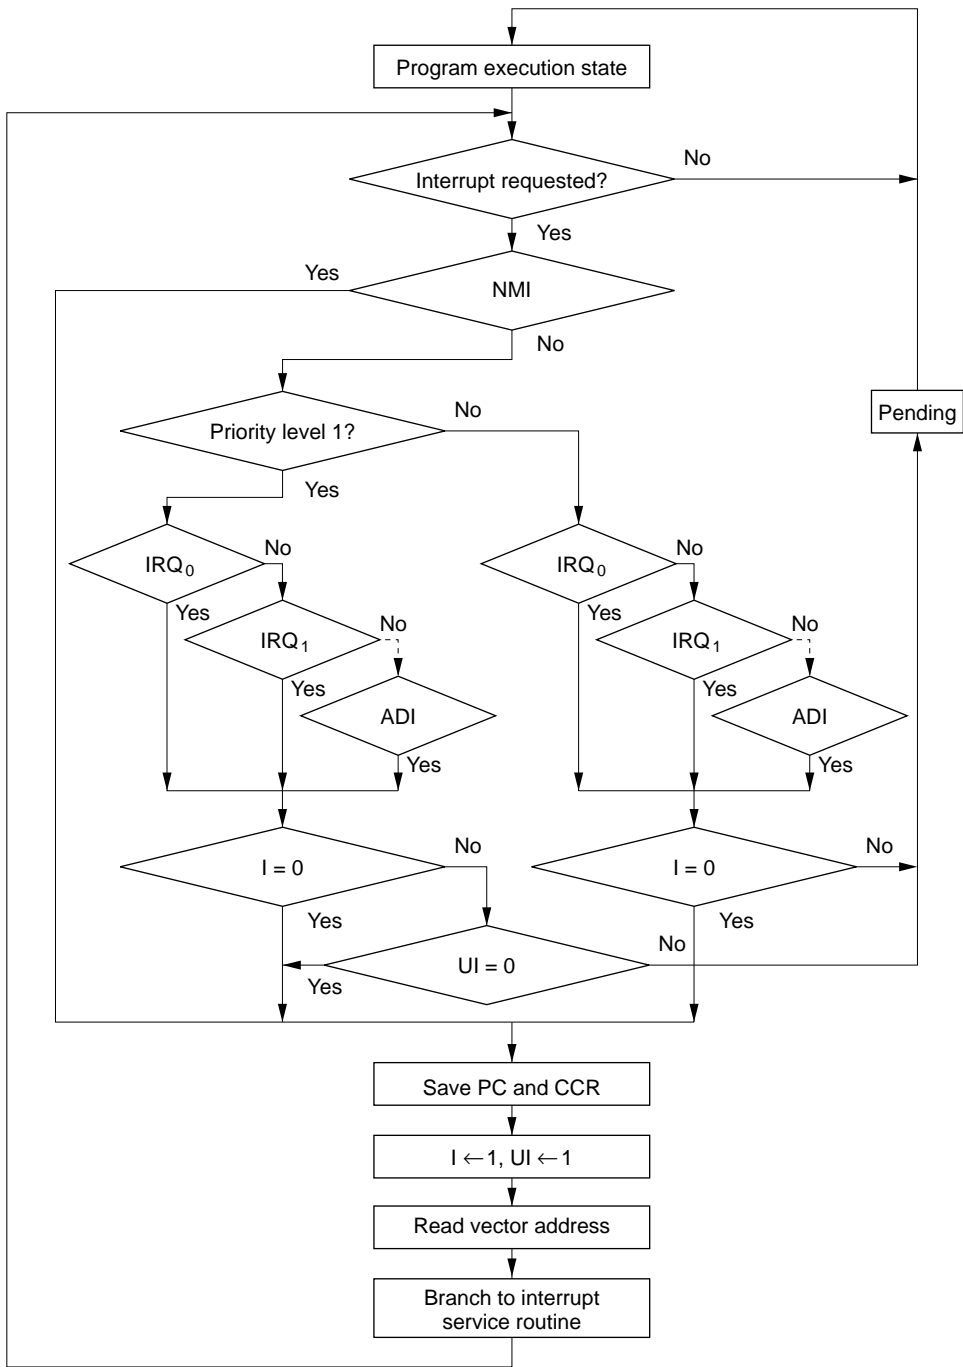 Program execution state
Interrupt requested?
No
Yes
NMI
Yes
No
Pending
Priority level 1?
No
Yes
IRQ0
No
Yes
IRQ1
No
Yes
ADI
Yes
IRQ0
No
Yes
IRQ1
No
Yes
ADI
Yes
I = 0
No
Yes
I = 0
No
Yes
UI = 0
No
Yes
Save PC and CCR
I ←1, UI ←1
Read vector address
Branch to interrupt
service routine